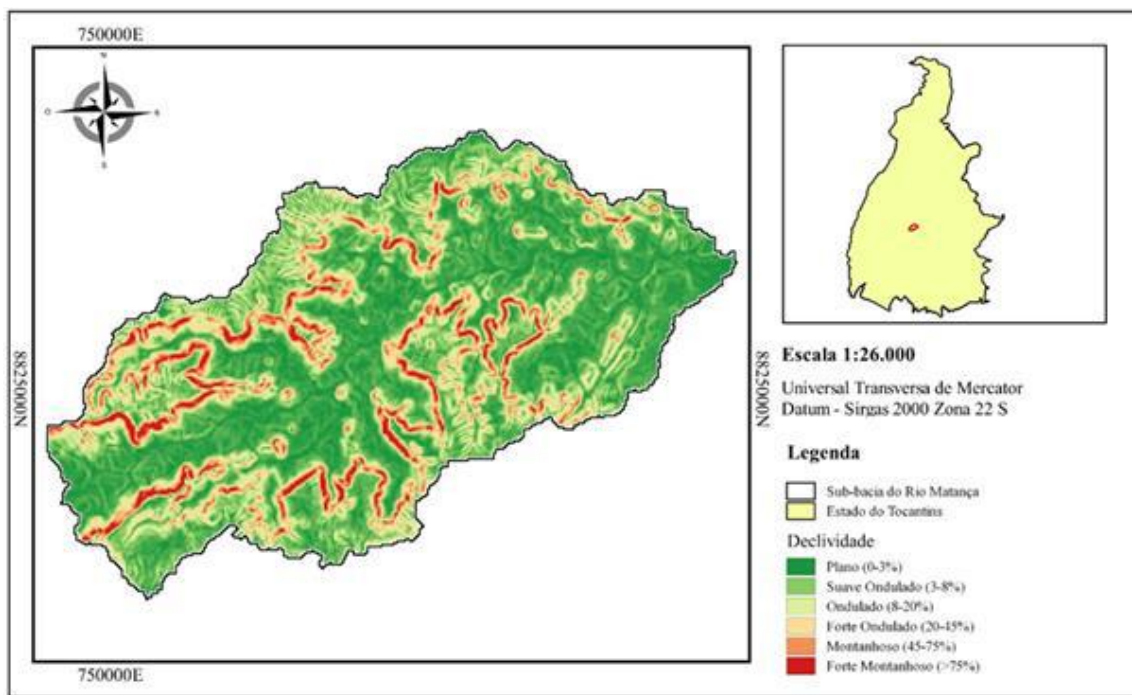 750000E
N
O
S
8825000N
8825000N
750000E
Escala 1:26.000
Universal Transversa de Mercator
Datum - Sirgas 2000 Zona 22 S
Legenda
Sub-bacia do Rio Matança
Estado do Tocantins
Declividade
Plano (0-3%)
Suave Ondulado (3-8%)
Ondulado (8-20%)
Forte Ondulado (20-45%)
Montanhoso (45-75%)
Forte Montanhoso (>75%)